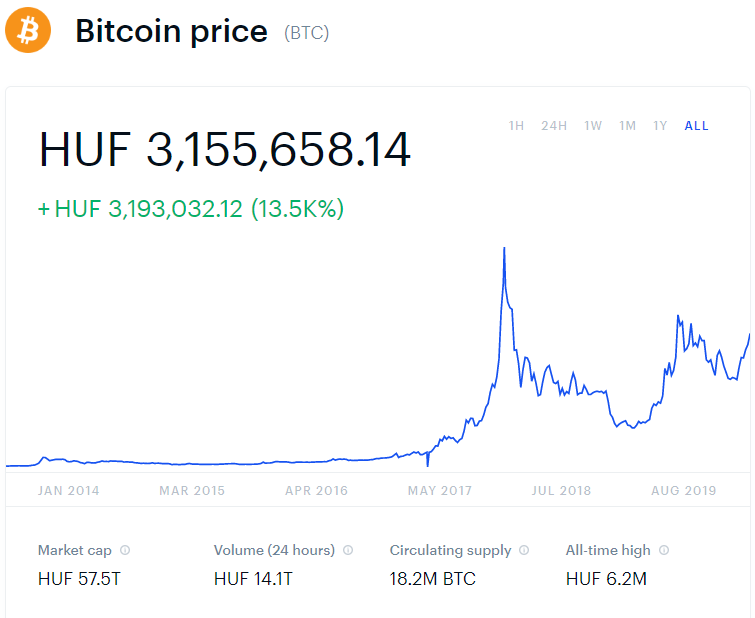 Bitcoin price (BTC)
1H 24H 1W 1M 1Y ALL
HUF 3,155,658.14
+ HUF 3,193,032.12 (13.5K%)
JAN 2014 MAR 2015 APR 2016 MAY 2017 JUL 2018 AUG 2019
Market cap Volume (24 hours) Circulating supply All-time high
HUF 57.5T HUF 14.1T 18.2M BTC HUF 6.2M